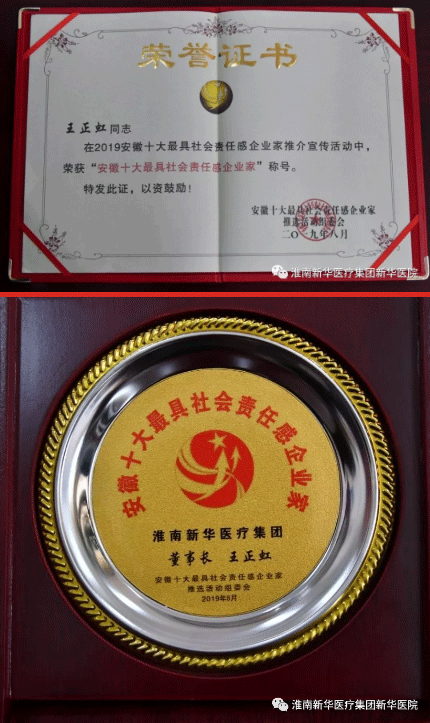 荣誉证书
王正虹同志
在2019安徽十大最具社会责任感企业家推介宣传活动中,
荣获“安徽十大最具社会责任感企业家”称号。
特发此证，以资鼓励！
安徽十大最具社会责任感企业家
推选活动组委会
二〇一九年八月
淮南新华医疗集团新华医院
安徽十大最具社会责任感企业家
淮南新华医疗集团
董事长 王正虹
安徽十大最具社会责任感企业家
推选活动组委会
2019年8月
淮南新华医疗集团新华医院